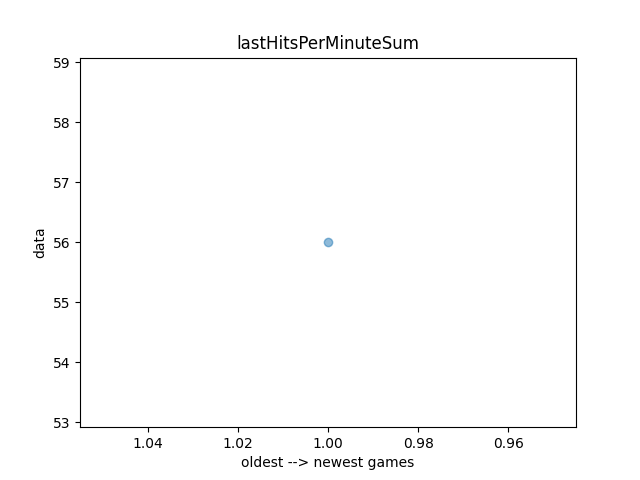 lastHitsPerMinuteSum
59
58
57
56
55
54
53
data
1.04 1.02 1.00 0.98 0.96
oldest --> newest games